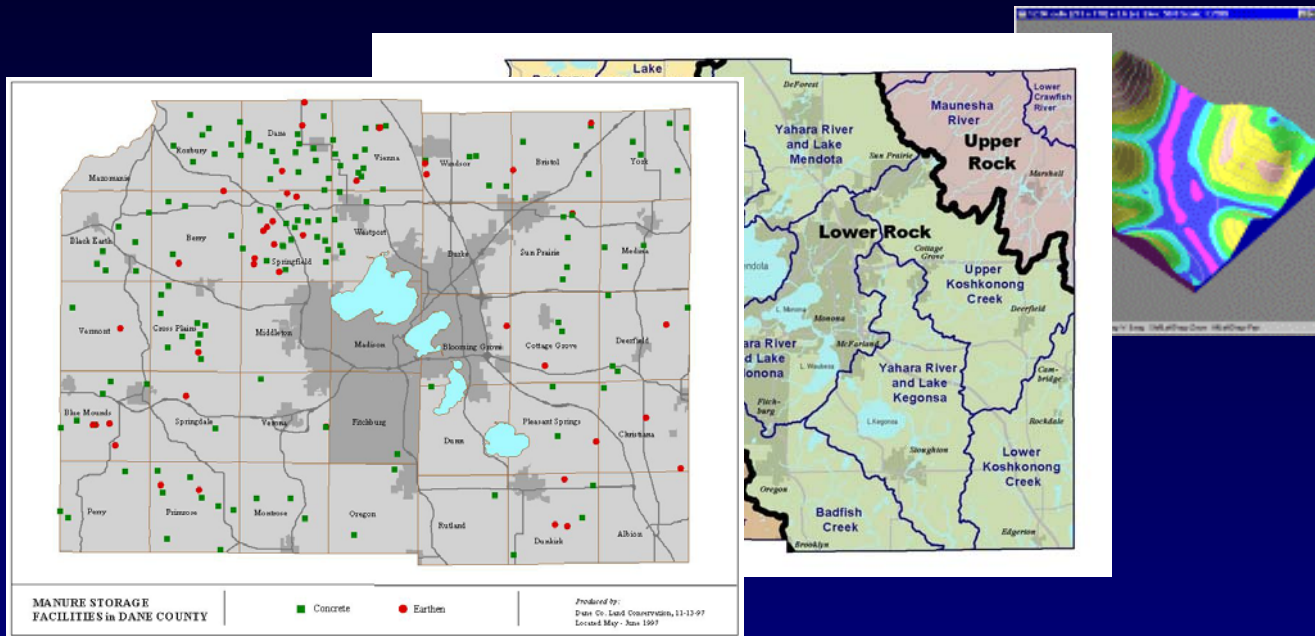 Dane
Roxbury
Vienna
Windsor
Bristol
York
Mazomanie
Black Earth
Berry
Westport
Burke
Sun Prairie
Medina
Springfield
Vermont
Cross Plains
Middleton
Madison
Blooming Grove
Cottage Grove
Deerfield
Blue Mounds
Springdale
Verona
Fitchburg
Dunn
Pleasant Springs
Christiana
Perry
Primrose
Montrose
Oregon
Rutland
Dunkirk
Albion
MANURE STORAGE
FACILITIES in DANE COUNTY
Concrete
Earthen
Produced by:
Dane Co. Land Conservation, 11-13-97
Located May - June 1997
Lake
DeForest
Yahara River
and Lake
Mendota
Sun Prairie
Maunesha
River
Lower
Crawfish
River
Upper
Rock
Marshall
Lower Rock
Cottage
Grove
Upper
Koshkonong
Creek
Deerfield
L. Monona
Monona
McFarland
L. Waubesa
Yahara River
and Lake
Kegonsa
Cam-
bridge
Fitch-
burg
L. Kegonsa
Rockdale
Stoughton
Lower
Koshkonong
Creek
Oregon
Badfish
Creek
Edgerton
Brooklyn